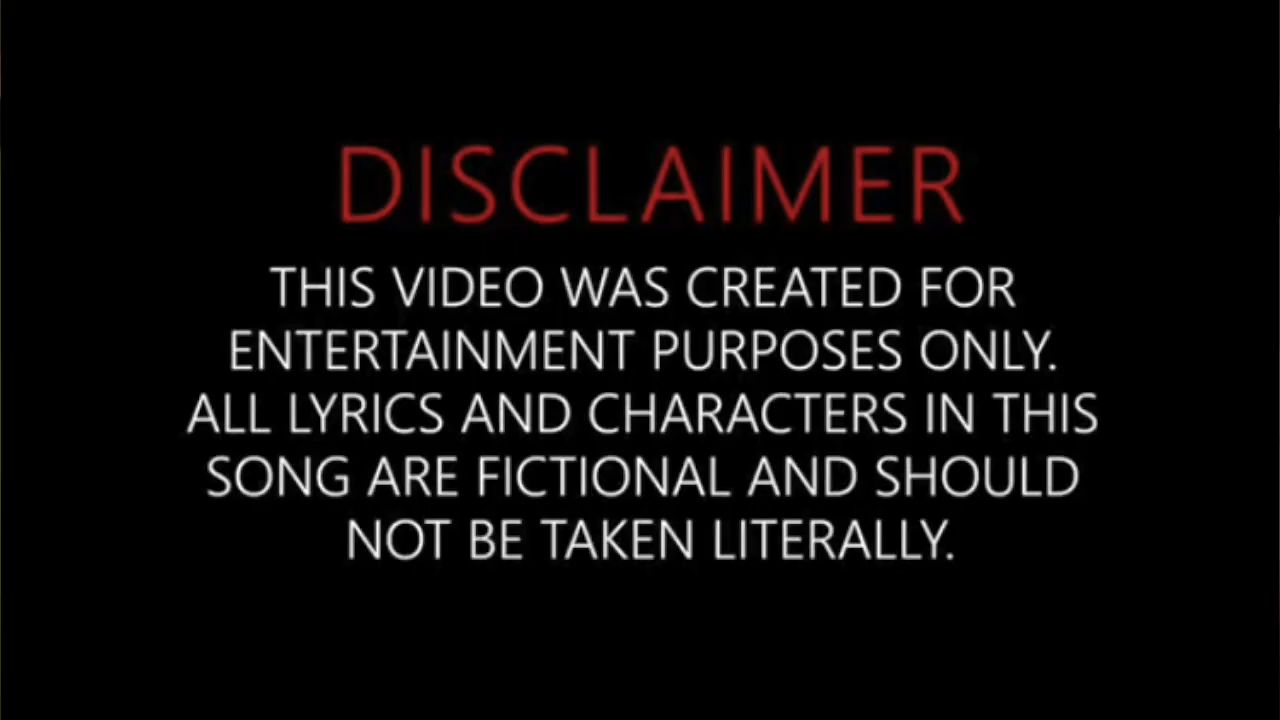 DISCLAIMER
THIS VIDEO WAS CREATED FOR
ENTERTAINMENT PURPOSES ONLY.
ALL LYRICS AND CHARACTERS IN THIS
SONG ARE FICTIONAL AND SHOULD
NOT BE TAKEN LITERALLY.